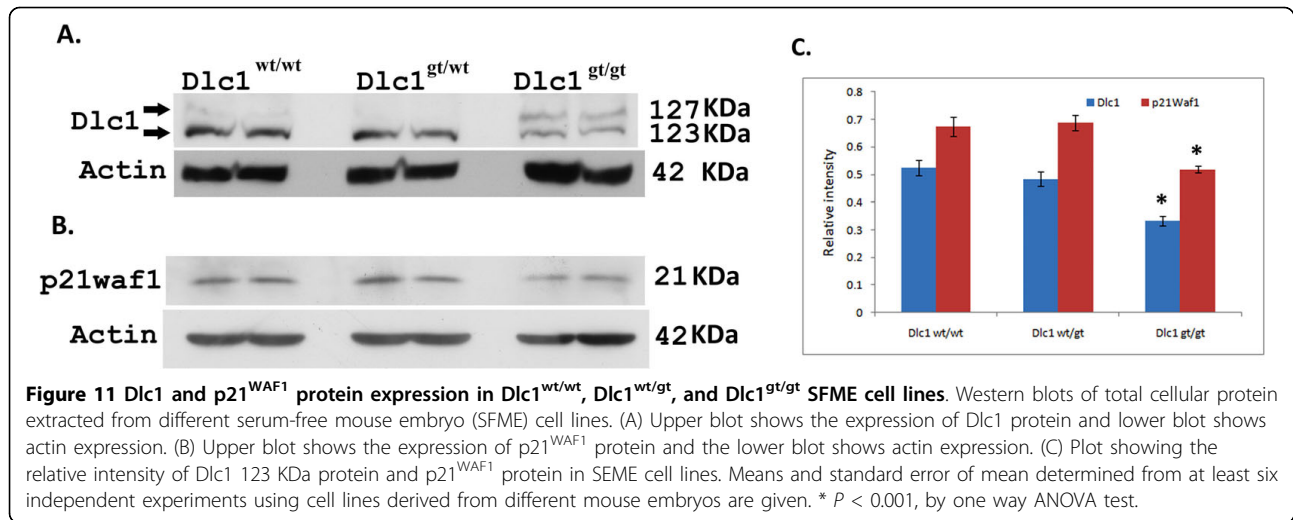 A.
Dlc1 wt/wt Dlc1 gt/wt Dlc1 gt/gt
Dlc1
127 KDa
123 KDa
Actin 42 KDa
B.
p21waf1 21 KDa
Actin 42 KDa
C.
Dlc1 p21Waf1
Relative intensity
0.8
0.7
0.6
0.5
0.4
0.3
0.2
0.1
0
*
*
Dlc1 wt/wt Dlc1 wt/gt Dlc1 gt/gt
Figure 11 Dlc1 and p21WAF1 protein expression in Dlc1wt/wt, Dlc1wt/gt, and Dlc1gt/gt SFME cell lines. Western blots of total cellular protein
extracted from different serum-free mouse embryo (SFME) cell lines. (A) Upper blot shows the expression of Dlc1 protein and lower blot shows
actin expression. (B) Upper blot shows the expression of p21WAF1 protein and the lower blot shows actin expression. (C) Plot showing the
relative intensity of Dlc1 123 KDa protein and p21WAF1 protein in SEME cell lines. Means and standard error of mean determined from at least six
independent experiments using cell lines derived from different mouse embryos are given. * P < 0.001, by one way ANOVA test.